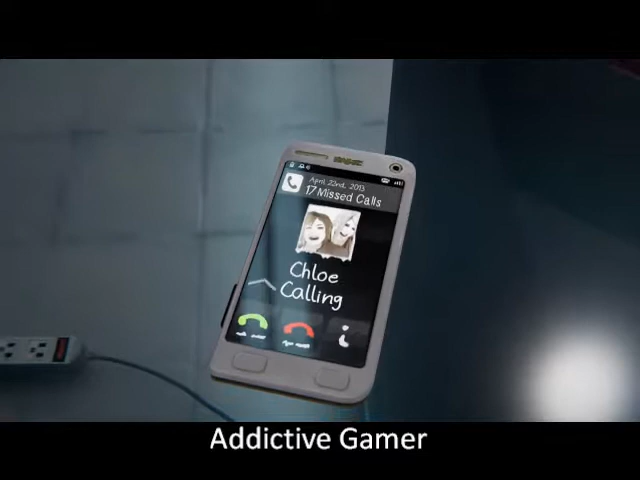 April 22nd, 2013
17 Missed Calls
Chloe
Calling
Addictive Gamer